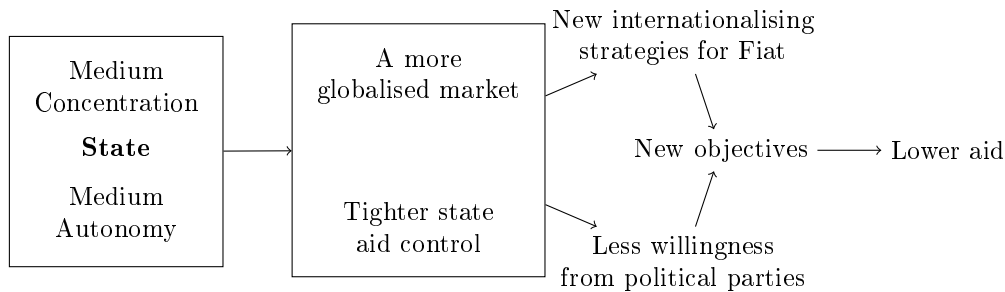 Medium
Concentration
State
Medium
Autonomy
A more
globalised market
Tighter state
aid control
New internationalising
strategies for Fiat
New objectives
Less willingness
from political parties
Lower aid